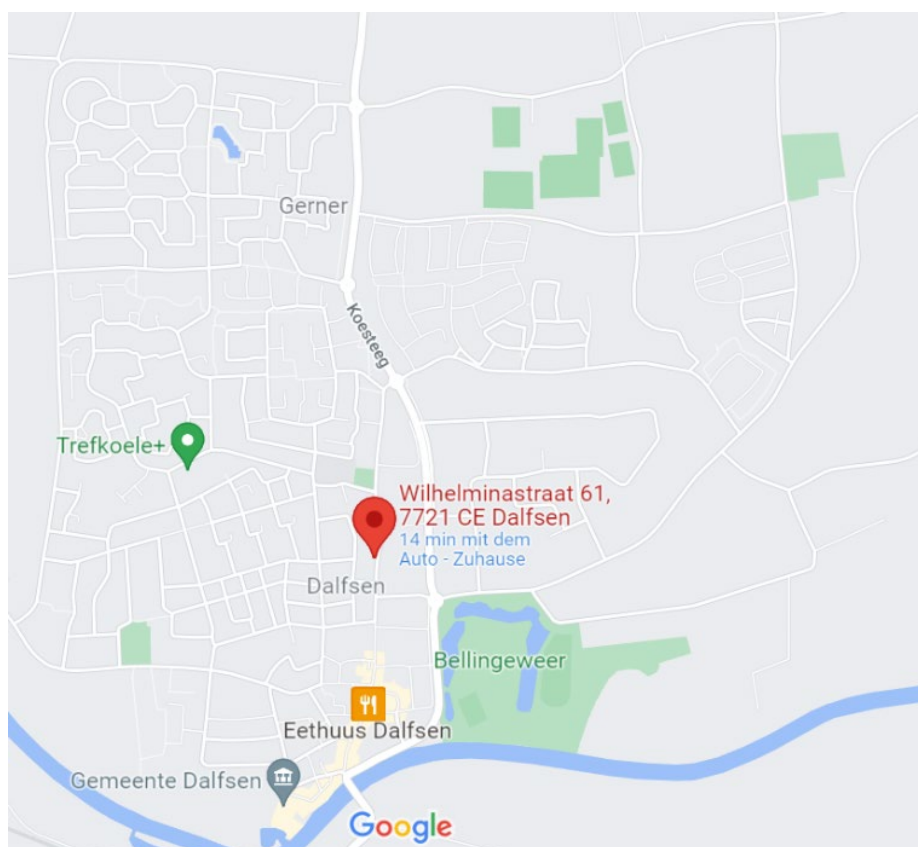 Gerner
Koesteeg
Trefkoele+
Wilhelminastraat 61,
7721 CE Dalfsen
14 min mit dem
Auto - Zuhause
Dalfsen
Bellingeweer
Eethuus Dalfsen
Gemeente Dalfsen
Google